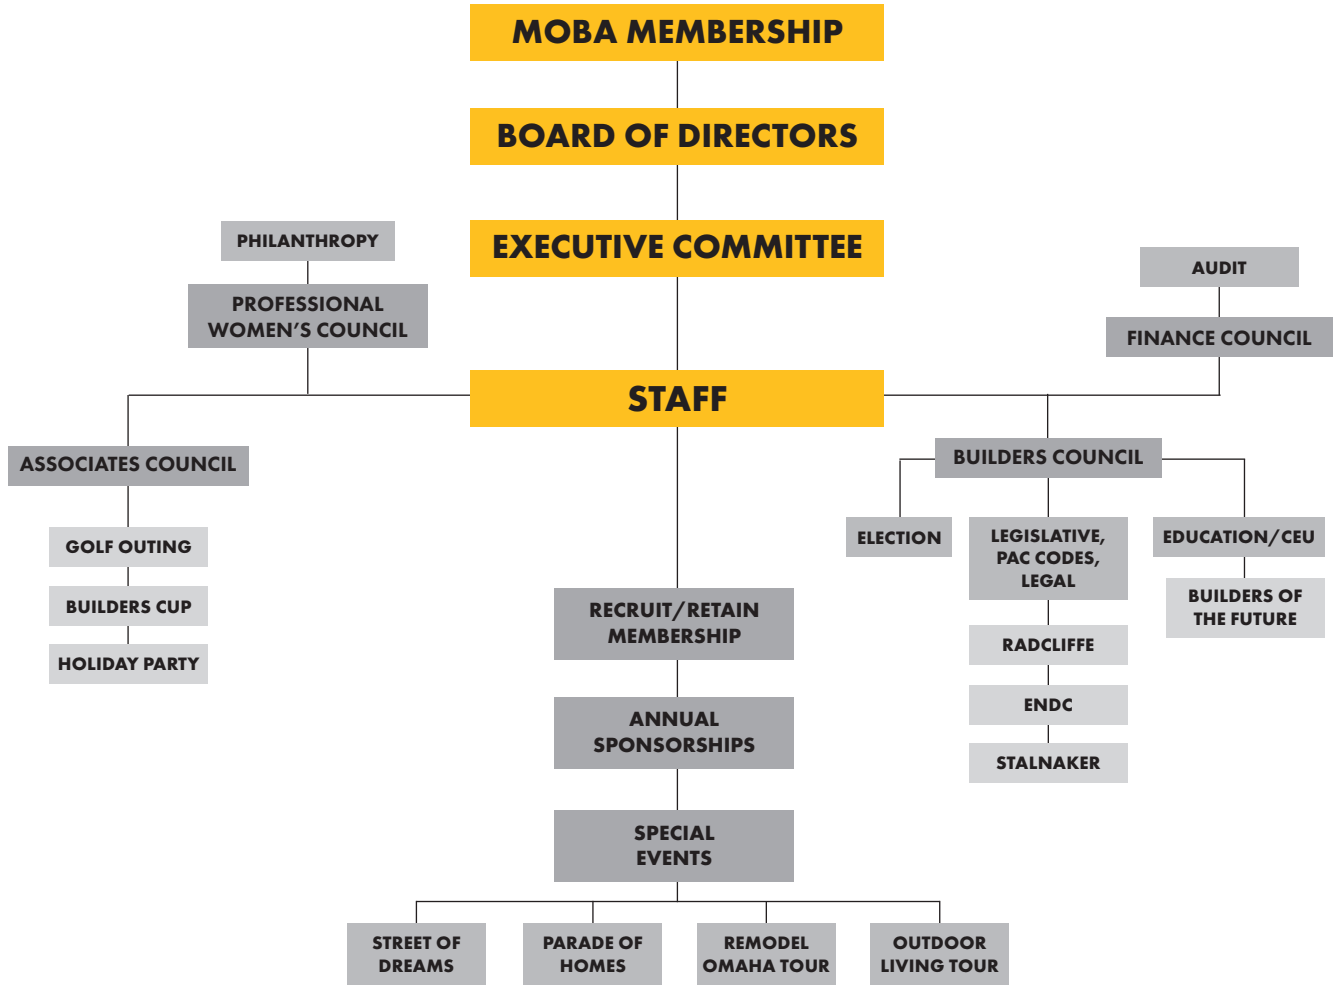 MOBA MEMBERSHIP
BOARD OF DIRECTORS
EXECUTIVE COMMITTEE
PHILANTHROPY
PROFESSIONAL
WOMEN'S COUNCIL
AUDIT
FINANCE COUNCIL
STAFF
ASSOCIATES COUNCIL
GOLF OUTING
BUILDERS CUP
HOLIDAY PARTY
BUILDERS COUNCIL
ELECTION
LEGISLATIVE,
PAC CODES,
LEGAL
RADCLIFFE
ENDC
STALNAKER
EDUCATION/CEU
BUILDERS OF
THE FUTURE
RECRUIT/RETAIN
MEMBERSHIP
ANNUAL
SPONSORSHIPS
SPECIAL
EVENTS
STREET OF
DREAMS
PARADE OF
HOMES
REMODEL
OMAHA TOUR
OUTDOOR
LIVING TOUR